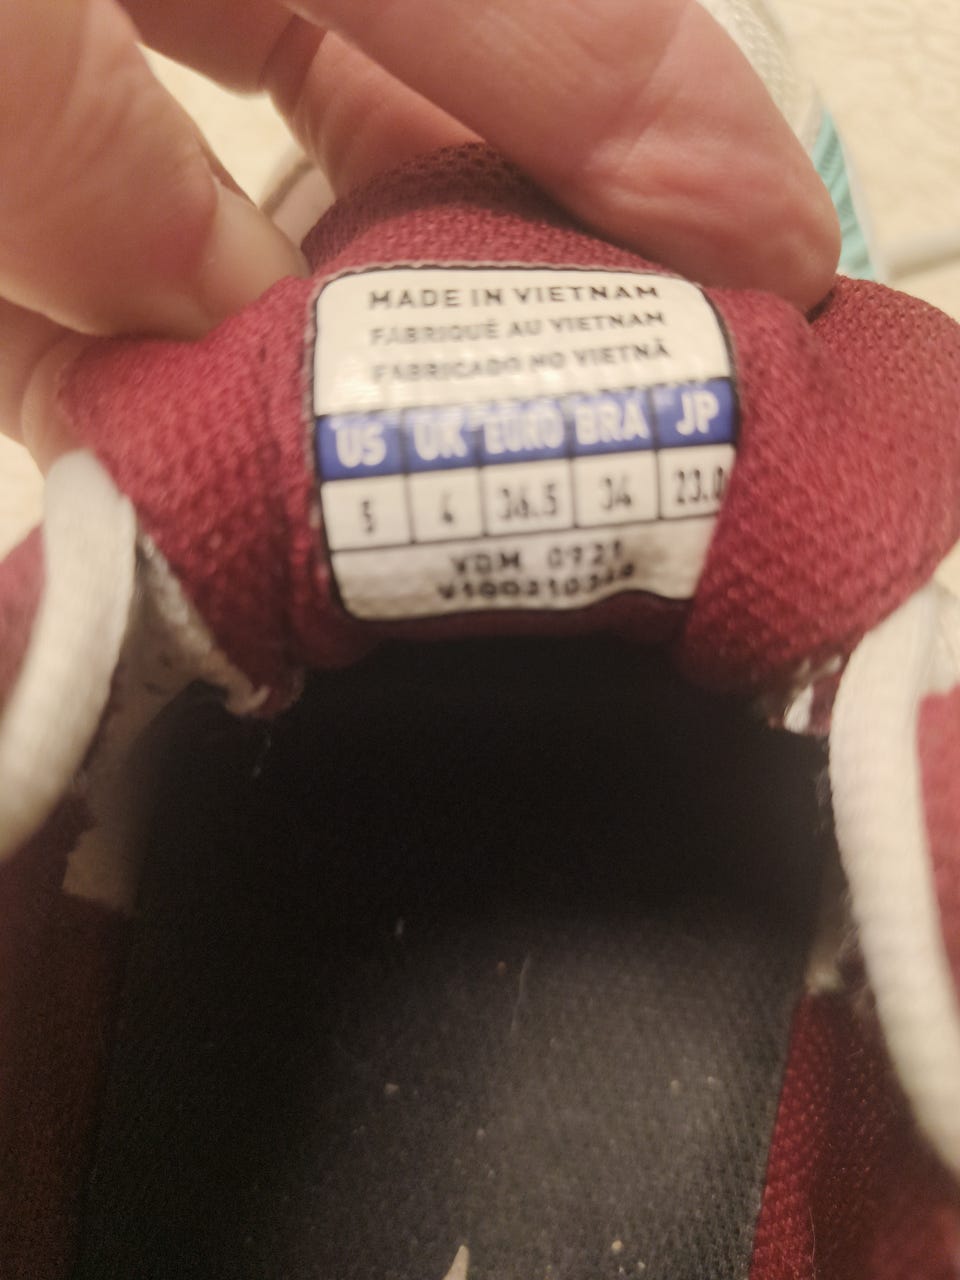 MADE IN VIETNAM
FABRIQUÉ AU VIETNAM
FABRICADO NO VIETNÃ
US UK EURO BRA JP
5 4 36.5 34 23.0
VDM 0921